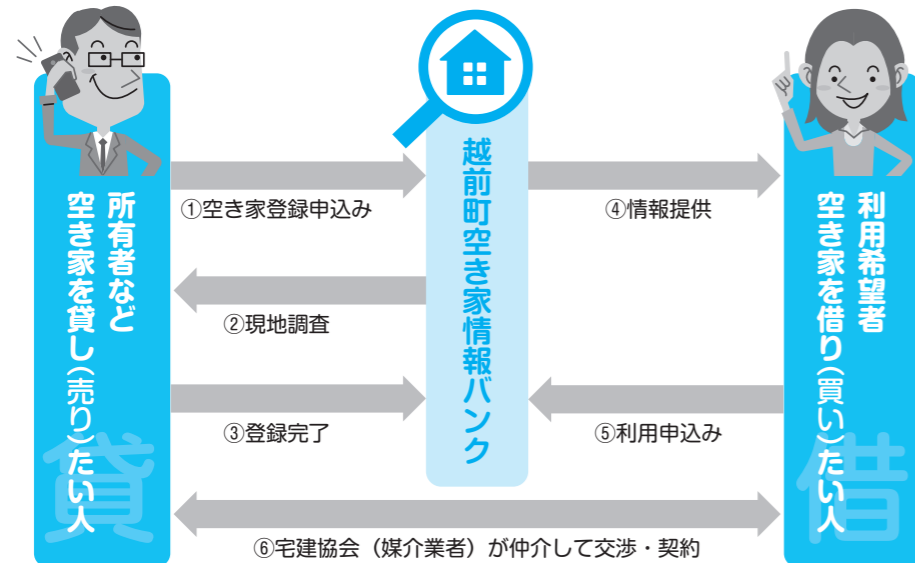 所有者など
空き家を貸し(売り)たい人
貸
①空き家登録申込み
②現地調査
③登録完了
越前町空き家情報バンク
④情報提供
⑤利用申込み
⑥宅建協会（媒介業者）が仲介して交渉・契約
利用希望者
空き家を借り(買い)たい人
借